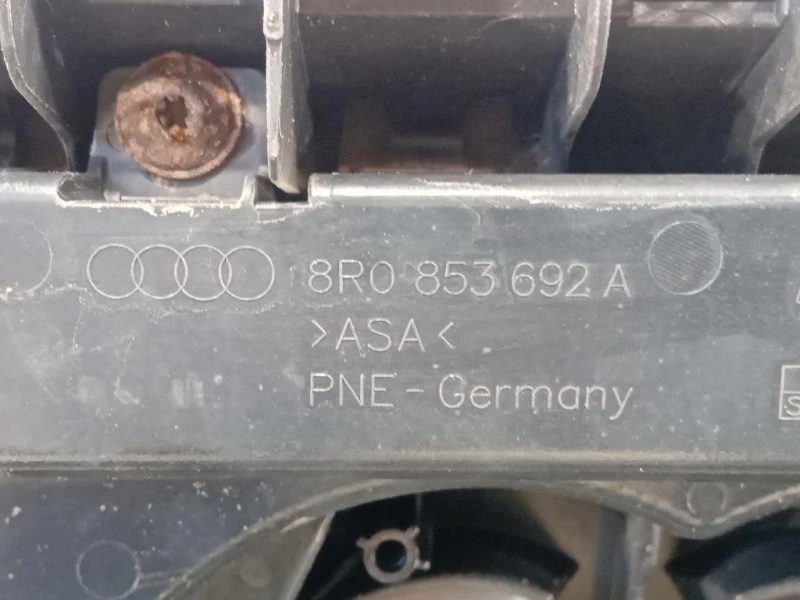 8R0 853 692 A
>ASA<
PNE - Germany